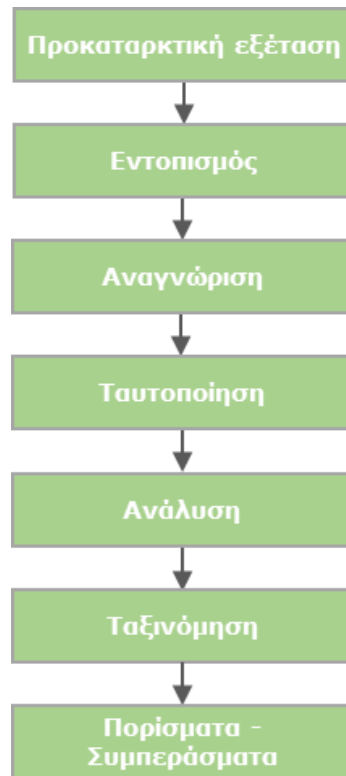 Προκαταρκτική εξέταση
Εντοπισμός
Αναγνώριση
Ταυτοποίηση
Ανάλυση
Ταξινόμηση
Πορίσματα -
Συμπεράσματα